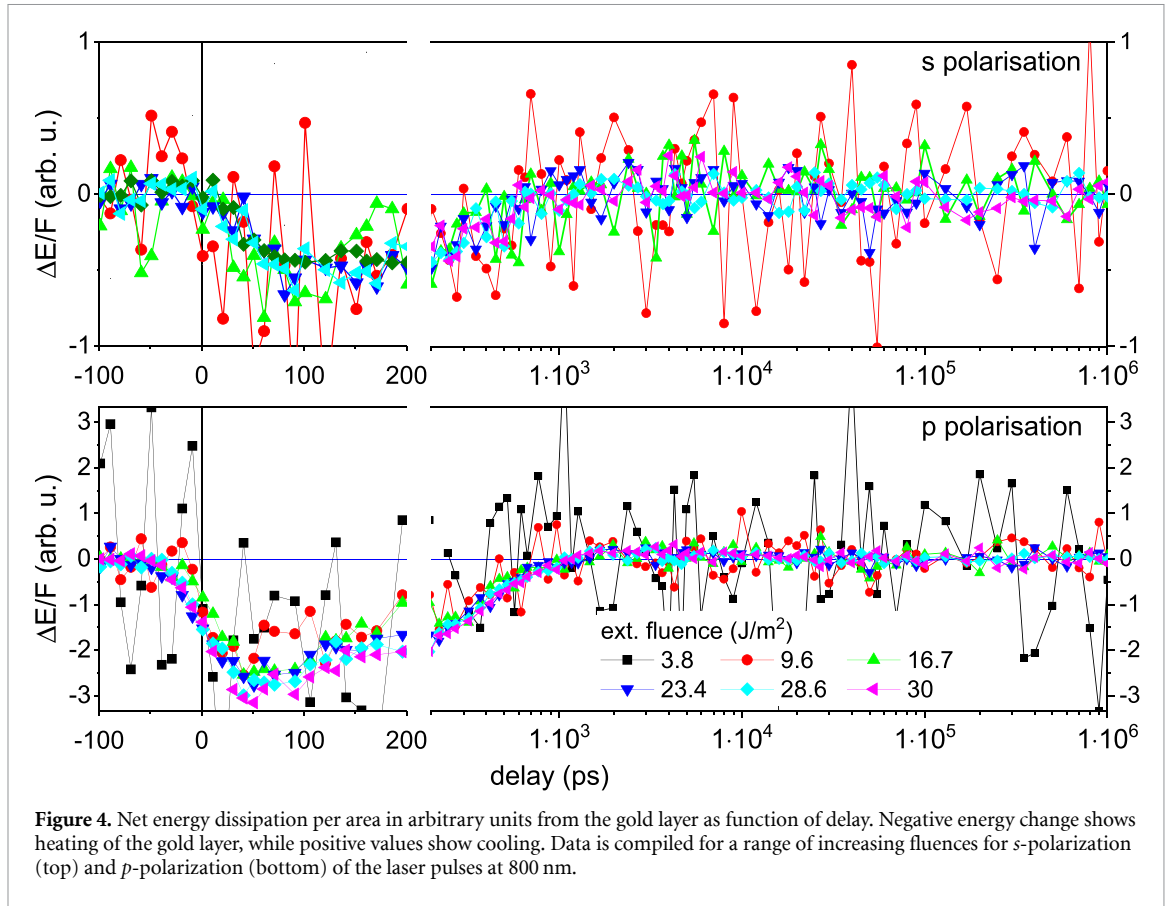 s polarisation
ΔE/F (arb. u.)
1
0
-1
1
0
-1
-100 0 100 200 1·10³ 1·10⁴ 1·10⁵ 1·10⁶
p polarisation
ΔE/F (arb. u.)
3
2
1
0
-1
-2
-3
3
2
1
0
-1
-2
-3
ext. fluence (J/m²)
3.8 9.6 16.7
23.4 28.6 30
-100 0 100 200 1·10³ 1·10⁴ 1·10⁵ 1·10⁶
delay (ps)
Figure 4. Net energy dissipation per area in arbitrary units from the gold layer as function of delay. Negative energy change shows
heating of the gold layer, while positive values show cooling. Data is compiled for a range of increasing fluences for s-polarization
(top) and p-polarization (bottom) of the laser pulses at 800 nm.